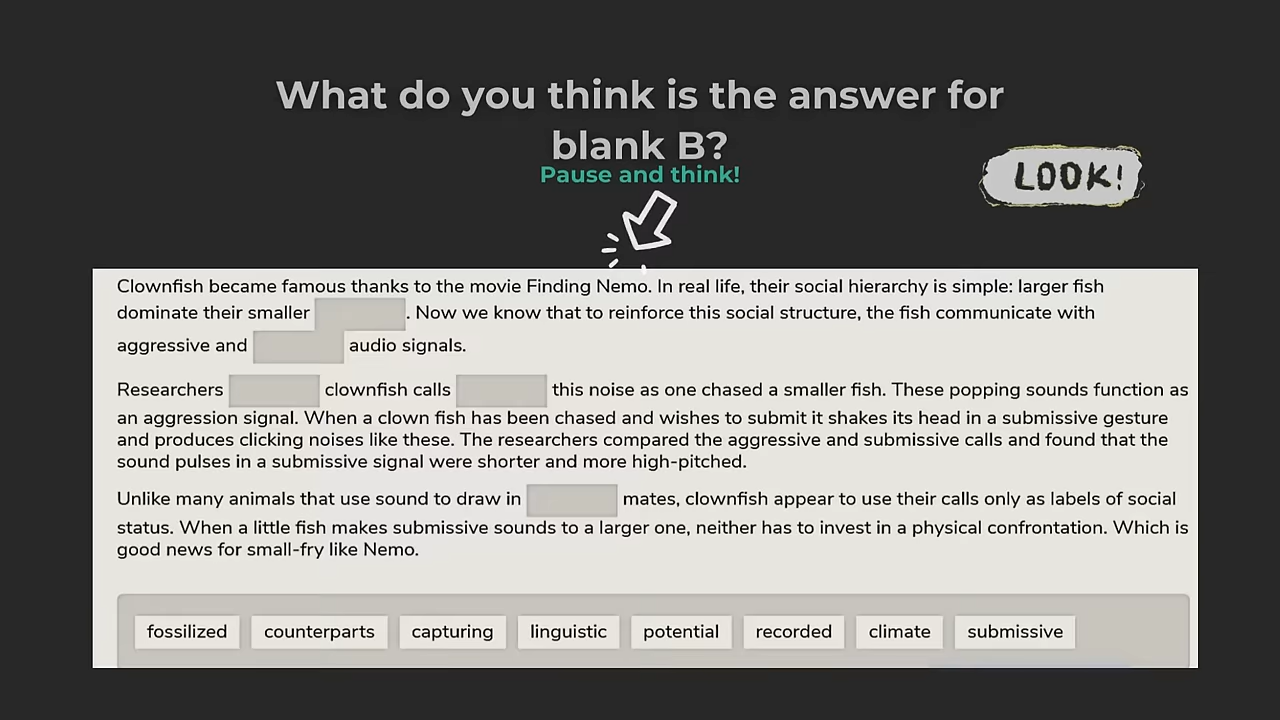 What do you think is the answer for
blank B?
Pause and think!
LOOK!
Clownfish became famous thanks to the movie Finding Nemo. In real life, their social hierarchy is simple: larger fish
dominate their smaller . Now we know that to reinforce this social structure, the fish communicate with
aggressive and audio signals.
Researchers clownfish calls this noise as one chased a smaller fish. These popping sounds function as
an aggression signal. When a clown fish has been chased and wishes to submit it shakes its head in a submissive gesture
and produces clicking noises like these. The researchers compared the aggressive and submissive calls and found that the
sound pulses in a submissive signal were shorter and more high-pitched.
Unlike many animals that use sound to draw in mates, clownfish appear to use their calls only as labels of social
status. When a little fish makes submissive sounds to a larger one, neither has to invest in a physical confrontation. Which is
good news for small-fry like Nemo.
fossilized counterparts capturing linguistic potential recorded climate submissive